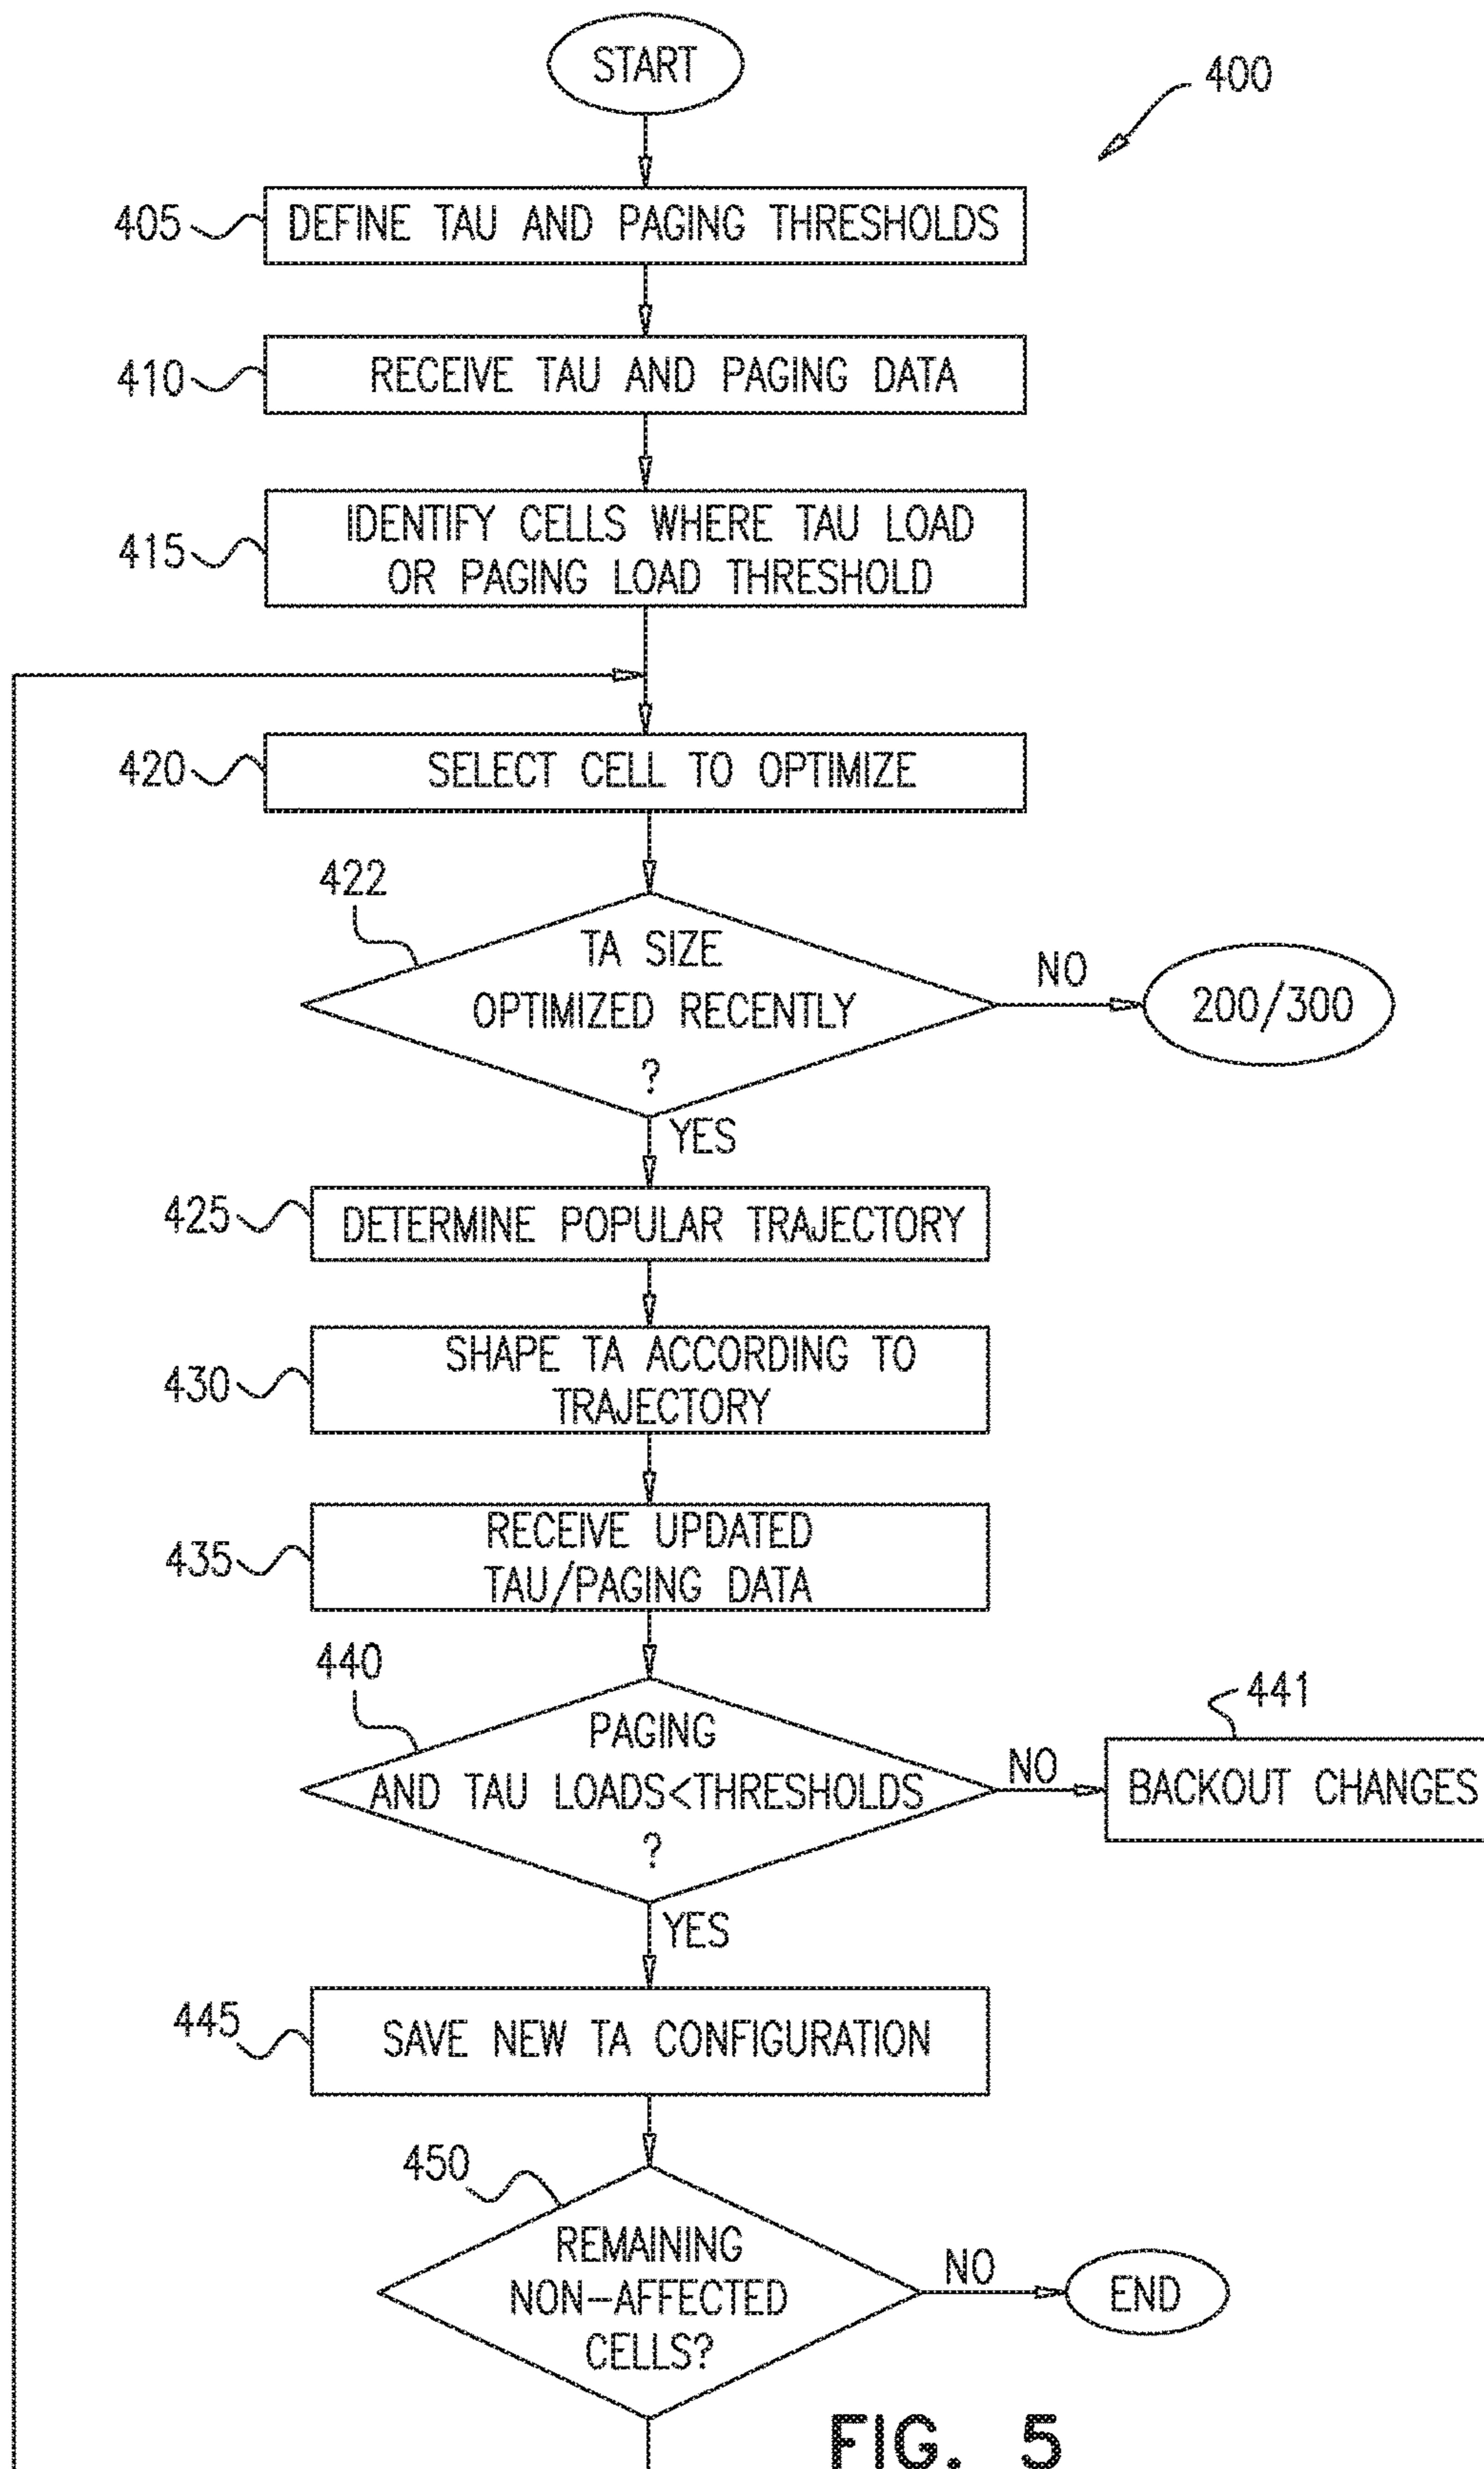 START
400
405
DEFINE TAU AND PAGING THRESHOLDS
410
RECEIVE TAU AND PAGING DATA
415
IDENTIFY CELLS WHERE TAU LOAD
OR PAGING LOAD THRESHOLD
420
SELECT CELL TO OPTIMIZE
422
TA SIZE
OPTIMIZED RECENTLY
?
NO
200/300
YES
425
DETERMINE POPULAR TRAJECTORY
430
SHAPE TA ACCORDING TO
TRAJECTORY
435
RECEIVE UPDATED
TAU/PAGING DATA
440
PAGING
AND TAU LOADS<THRESHOLDS
?
NO
441
BACKOUT CHANGES
YES
445
SAVE NEW TA CONFIGURATION
450
REMAINING
NON-AFFECTED
CELLS?
NO
END
FIG. 5